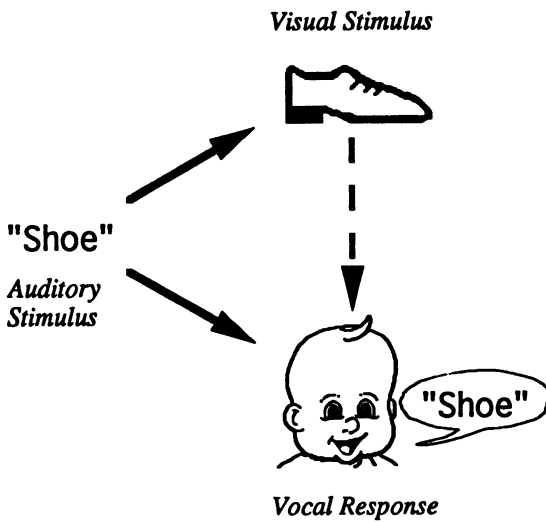 Visual Stimulus
"Shoe"
Auditory
Stimulus
"Shoe"
Vocal Response